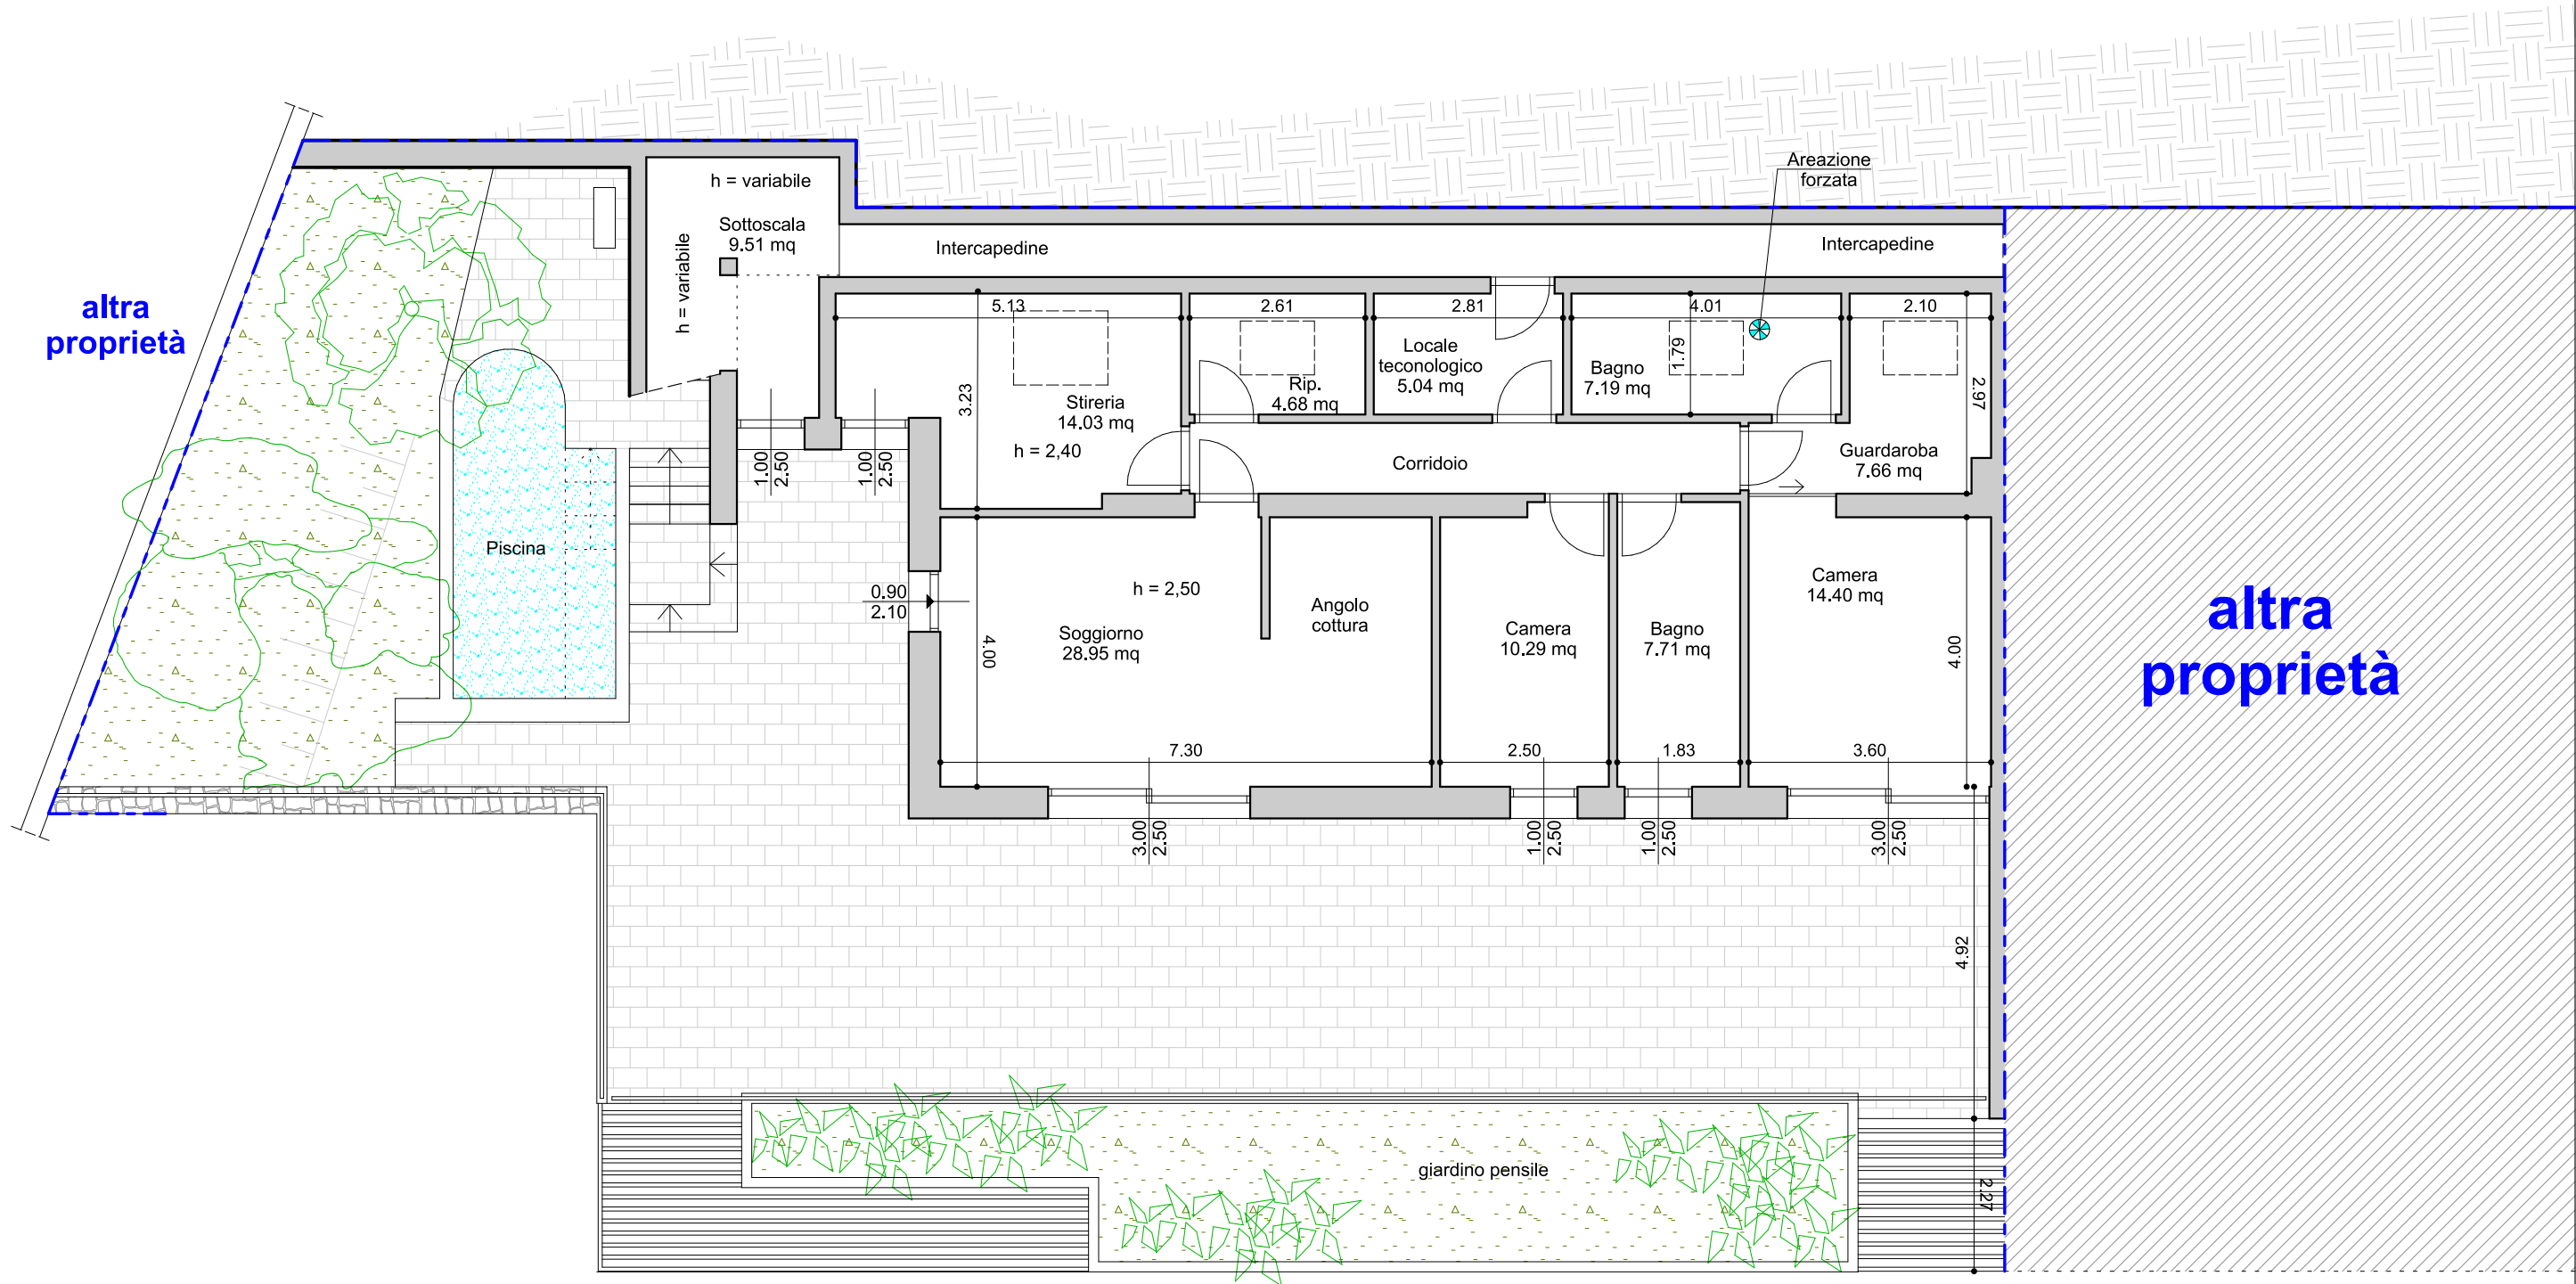 Areazione
forzata
h = variabile
Sottoscala
9.51 mq
h = variabile
Intercapedine
Intercapedine
altra
proprietà
5.13
2.61
2.81
4.01
2.10
3.23
Stireria
14.03 mq
h = 2,40
Rip.
4.68 mq
Locale
teconologico
5.04 mq
Bagno
7.19 mq
1.79
2.97
Guardaroba
7.66 mq
Corridoio
1.00
2.50
1.00
2.50
Piscina
0.90
2.10
h = 2,50
Soggiorno
28.95 mq
4.00
Angolo
cottura
Camera
10.29 mq
Bagno
7.71 mq
Camera
14.40 mq
4.00
altra
proprietà
7.30
2.50
1.83
3.60
3.00
2.50
1.00
2.50
1.00
2.50
3.00
2.50
4.92
giardino pensile
2.27